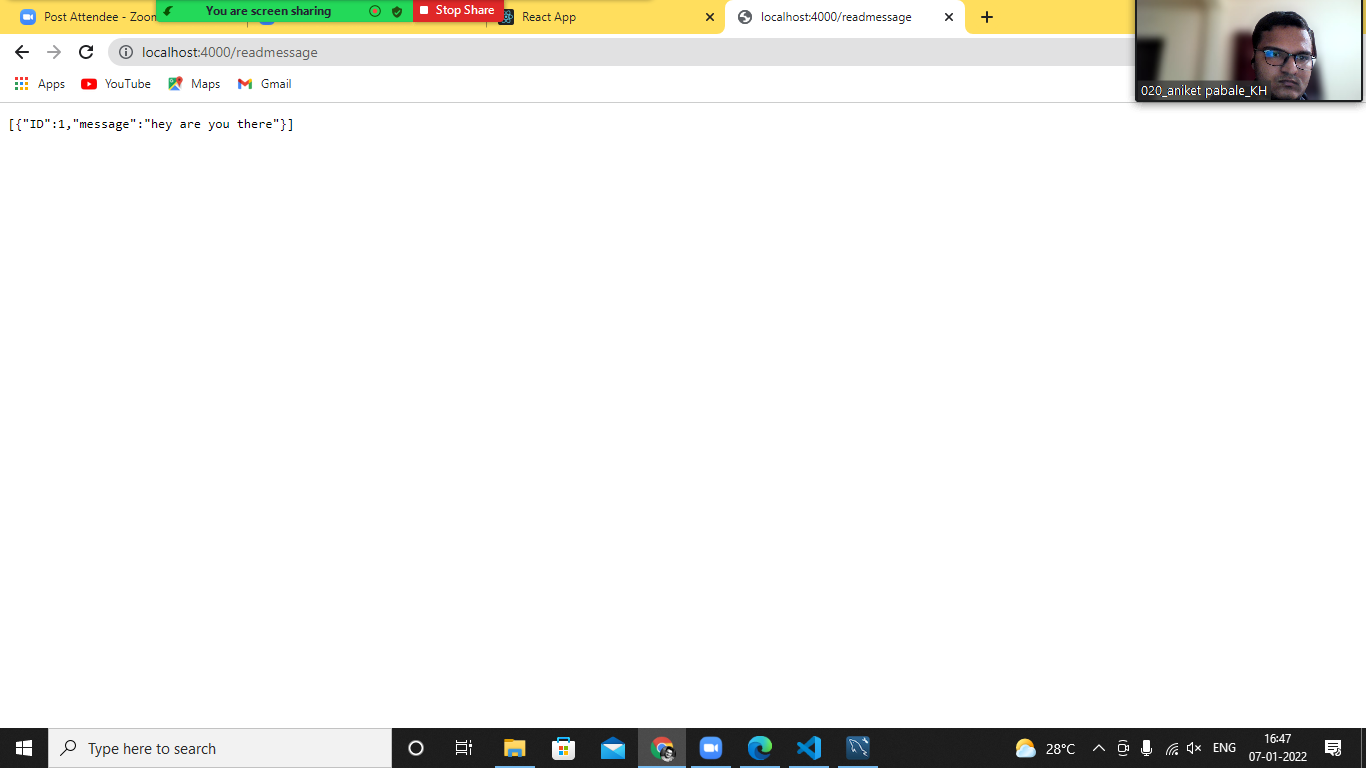 Post Attendee - Zoom
You are screen sharing
Stop Share
React App
localhost:4000/readmessage
localhost:4000/readmessage
Apps
YouTube
Maps
Gmail
020_aniket pabale_KH
[{"ID":1,"message":"hey are you there"}]
Type here to search
28°C
ENG
16:47
07-01-2022